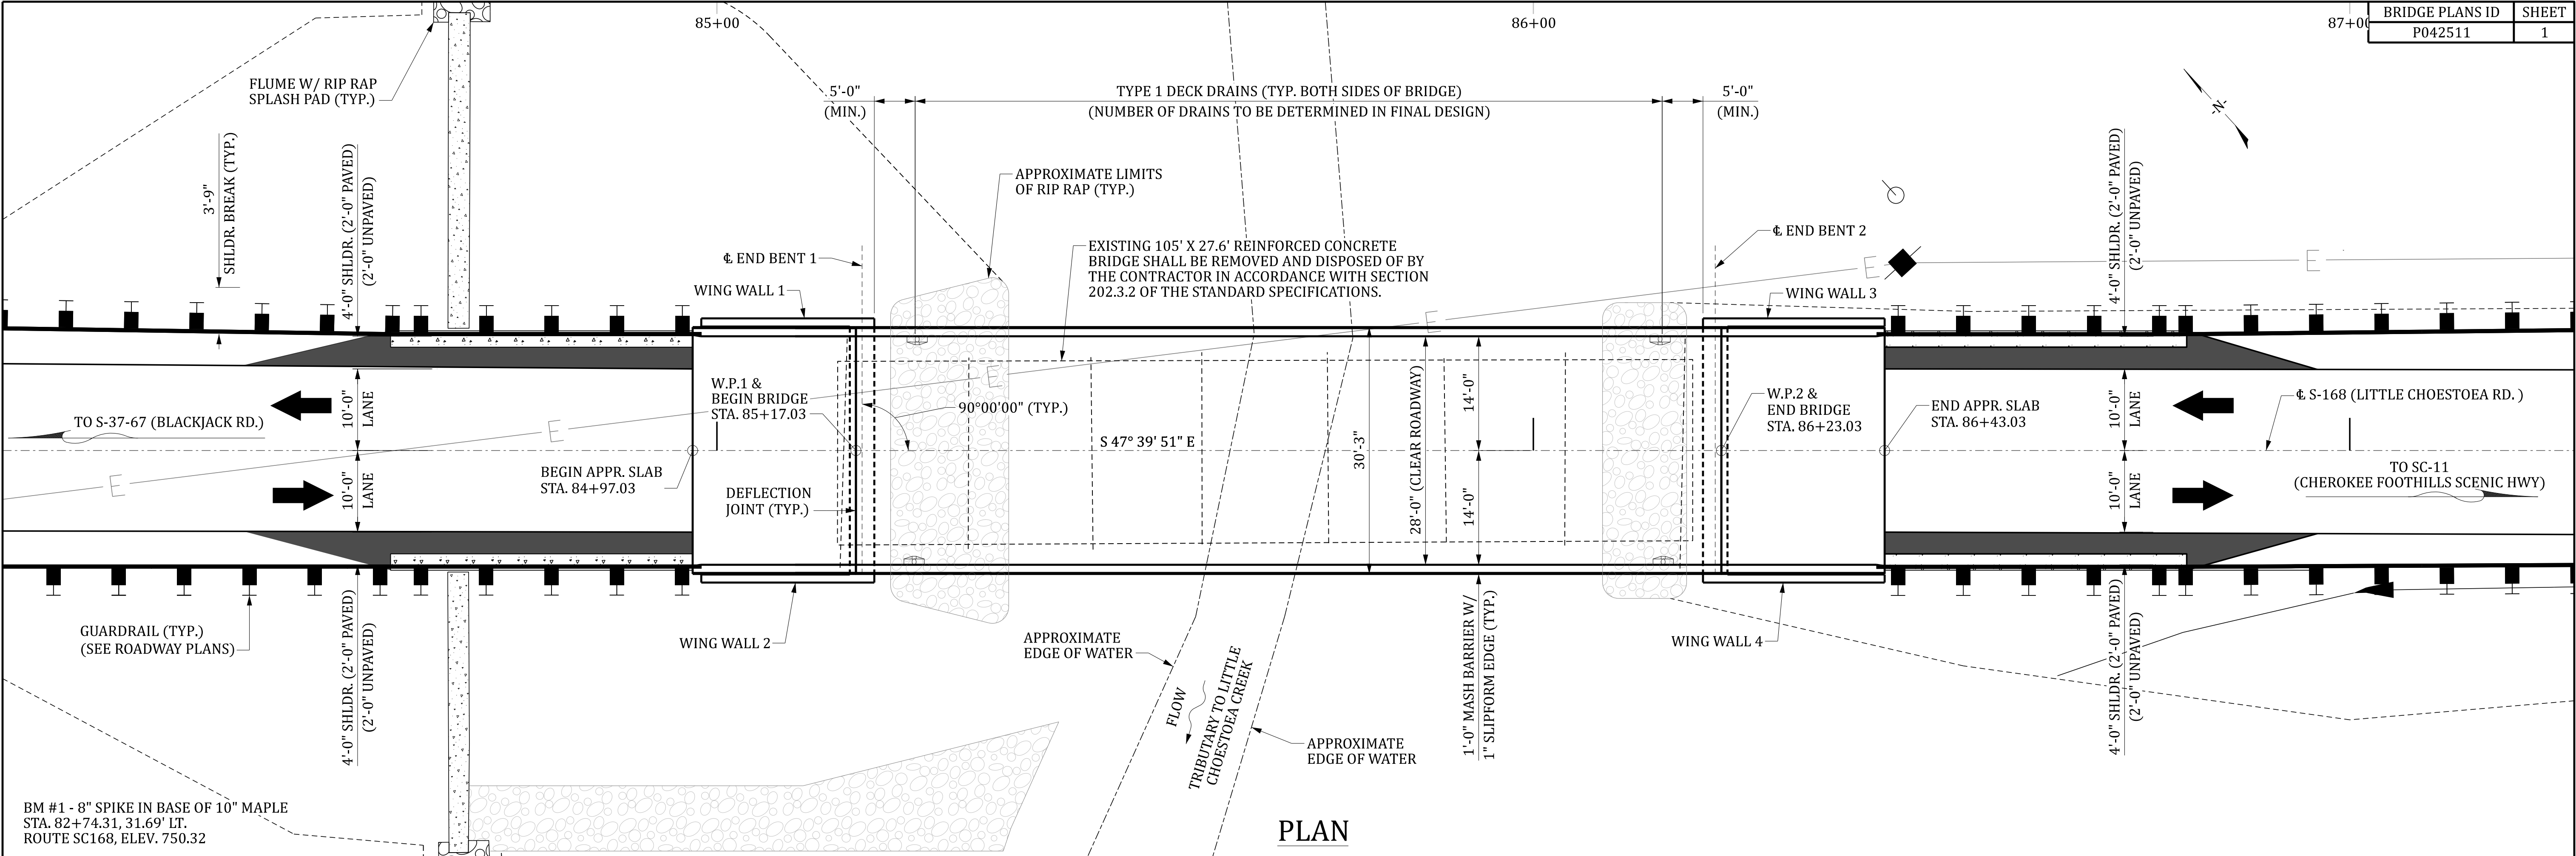 85+00
86+00
87+00
BRIDGE PLANS ID
SHEET
P042511
1
FLUME W/ RIP RAP
SPLASH PAD (TYP.)
5'-0"
(MIN.)
TYPE 1 DECK DRAINS (TYP. BOTH SIDES OF BRIDGE)
(NUMBER OF DRAINS TO BE DETERMINED IN FINAL DESIGN)
5'-0"
(MIN.)
-N-
3'-9"
SHLDR. BREAK (TYP.)
4'-0" SHLDR. (2'-0" PAVED)
(2'-0" UNPAVED)
APPROXIMATE LIMITS
OF RIP RAP (TYP.)
4'-0" SHLDR. (2'-0" PAVED)
(2'-0" UNPAVED)
℄ END BENT 1
EXISTING 105' X 27.6' REINFORCED CONCRETE
BRIDGE SHALL BE REMOVED AND DISPOSED OF BY
THE CONTRACTOR IN ACCORDANCE WITH SECTION
202.3.2 OF THE STANDARD SPECIFICATIONS.
℄ END BENT 2
WING WALL 1
WING WALL 3
E
E
E
E
E
E
TO S-37-67 (BLACKJACK RD.)
10'-0"
LANE
W.P.1 &
BEGIN BRIDGE
STA. 85+17.03
90°00'00" (TYP.)
14'-0"
W.P.2 &
END BRIDGE
STA. 86+23.03
END APPR. SLAB
STA. 86+43.03
10'-0"
LANE
℄ S-168 (LITTLE CHOESTOEA RD. )
S 47° 39' 51" E
30'-3"
28'-0" (CLEAR ROADWAY)
E
10'-0"
LANE
BEGIN APPR. SLAB
STA. 84+97.03
DEFLECTION
JOINT (TYP.)
14'-0"
10'-0"
LANE
TO SC-11
(CHEROKEE FOOTHILLS SCENIC HWY)
GUARDRAIL (TYP.)
(SEE ROADWAY PLANS)
4'-0" SHLDR. (2'-0" PAVED)
(2'-0" UNPAVED)
WING WALL 2
APPROXIMATE
EDGE OF WATER
FLOW
TRIBUTARY TO LITTLE
CHOESTOEA CREEK
1'-0" MASH BARRIER W/
1" SLIPFORM EDGE (TYP.)
WING WALL 4
4'-0" SHLDR. (2'-0" PAVED)
(2'-0" UNPAVED)
APPROXIMATE
EDGE OF WATER
BM #1 - 8" SPIKE IN BASE OF 10" MAPLE
STA. 82+74.31, 31.69' LT.
ROUTE SC168, ELEV. 750.32
PLAN